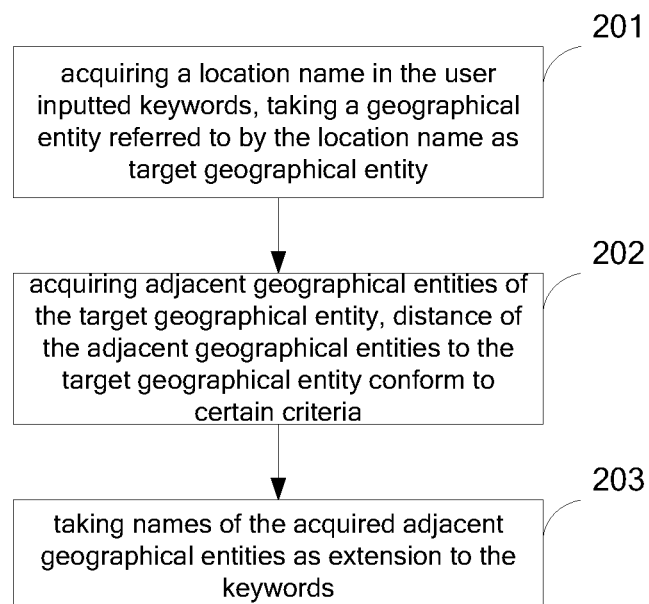 201
acquiring a location name in the user
inputted keywords, taking a geographical
entity referred to by the location name as
target geographical entity
202
acquiring adjacent geographical entities of
the target geographical entity, distance of
the adjacent geographical entities to the
target geographical entity conform to
certain criteria
203
taking names of the acquired adjacent
geographical entities as extension to the
keywords